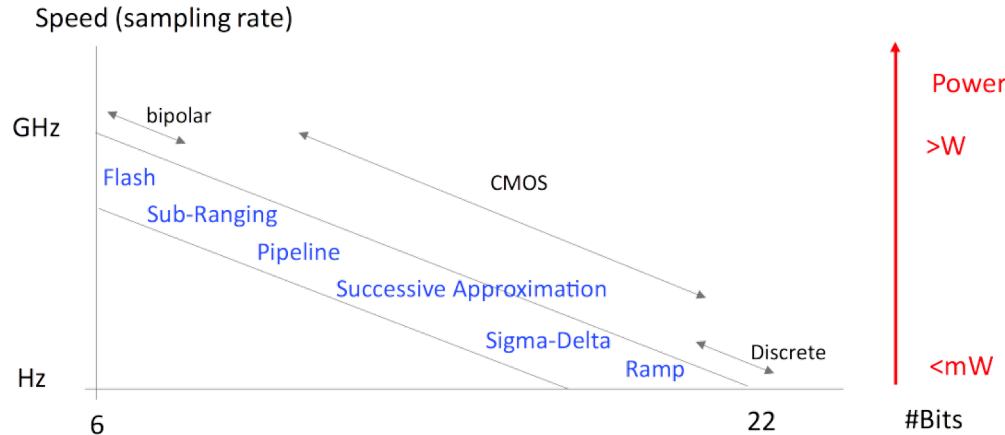 Speed (sampling rate)
Power
bipolar
GHz
>W
Flash
CMOS
Sub-Ranging
Pipeline
Successive Approximation
Sigma-Delta
Discrete
Ramp
<mW
Hz
6
22
#Bits